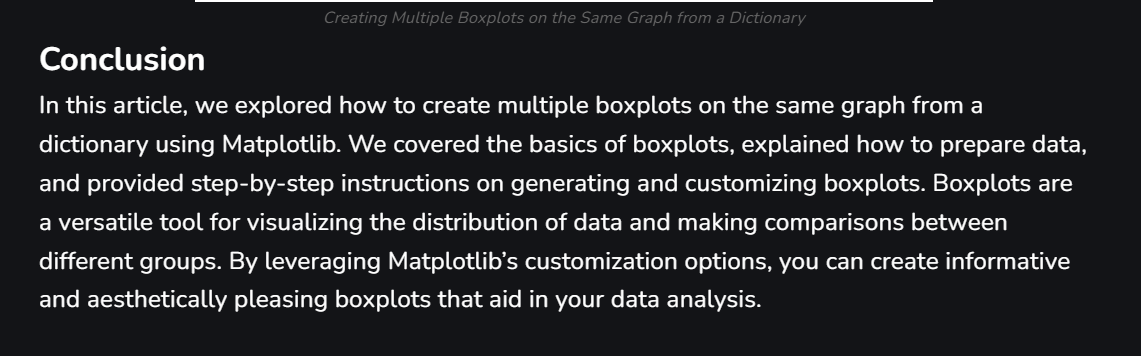 Creating Multiple Boxplots on the Same Graph from a Dictionary
Conclusion
In this article, we explored how to create multiple boxplots on the same graph from a
dictionary using Matplotlib. We covered the basics of boxplots, explained how to prepare data,
and provided step-by-step instructions on generating and customizing boxplots. Boxplots are
a versatile tool for visualizing the distribution of data and making comparisons between
different groups. By leveraging Matplotlib’s customization options, you can create informative
and aesthetically pleasing boxplots that aid in your data analysis.